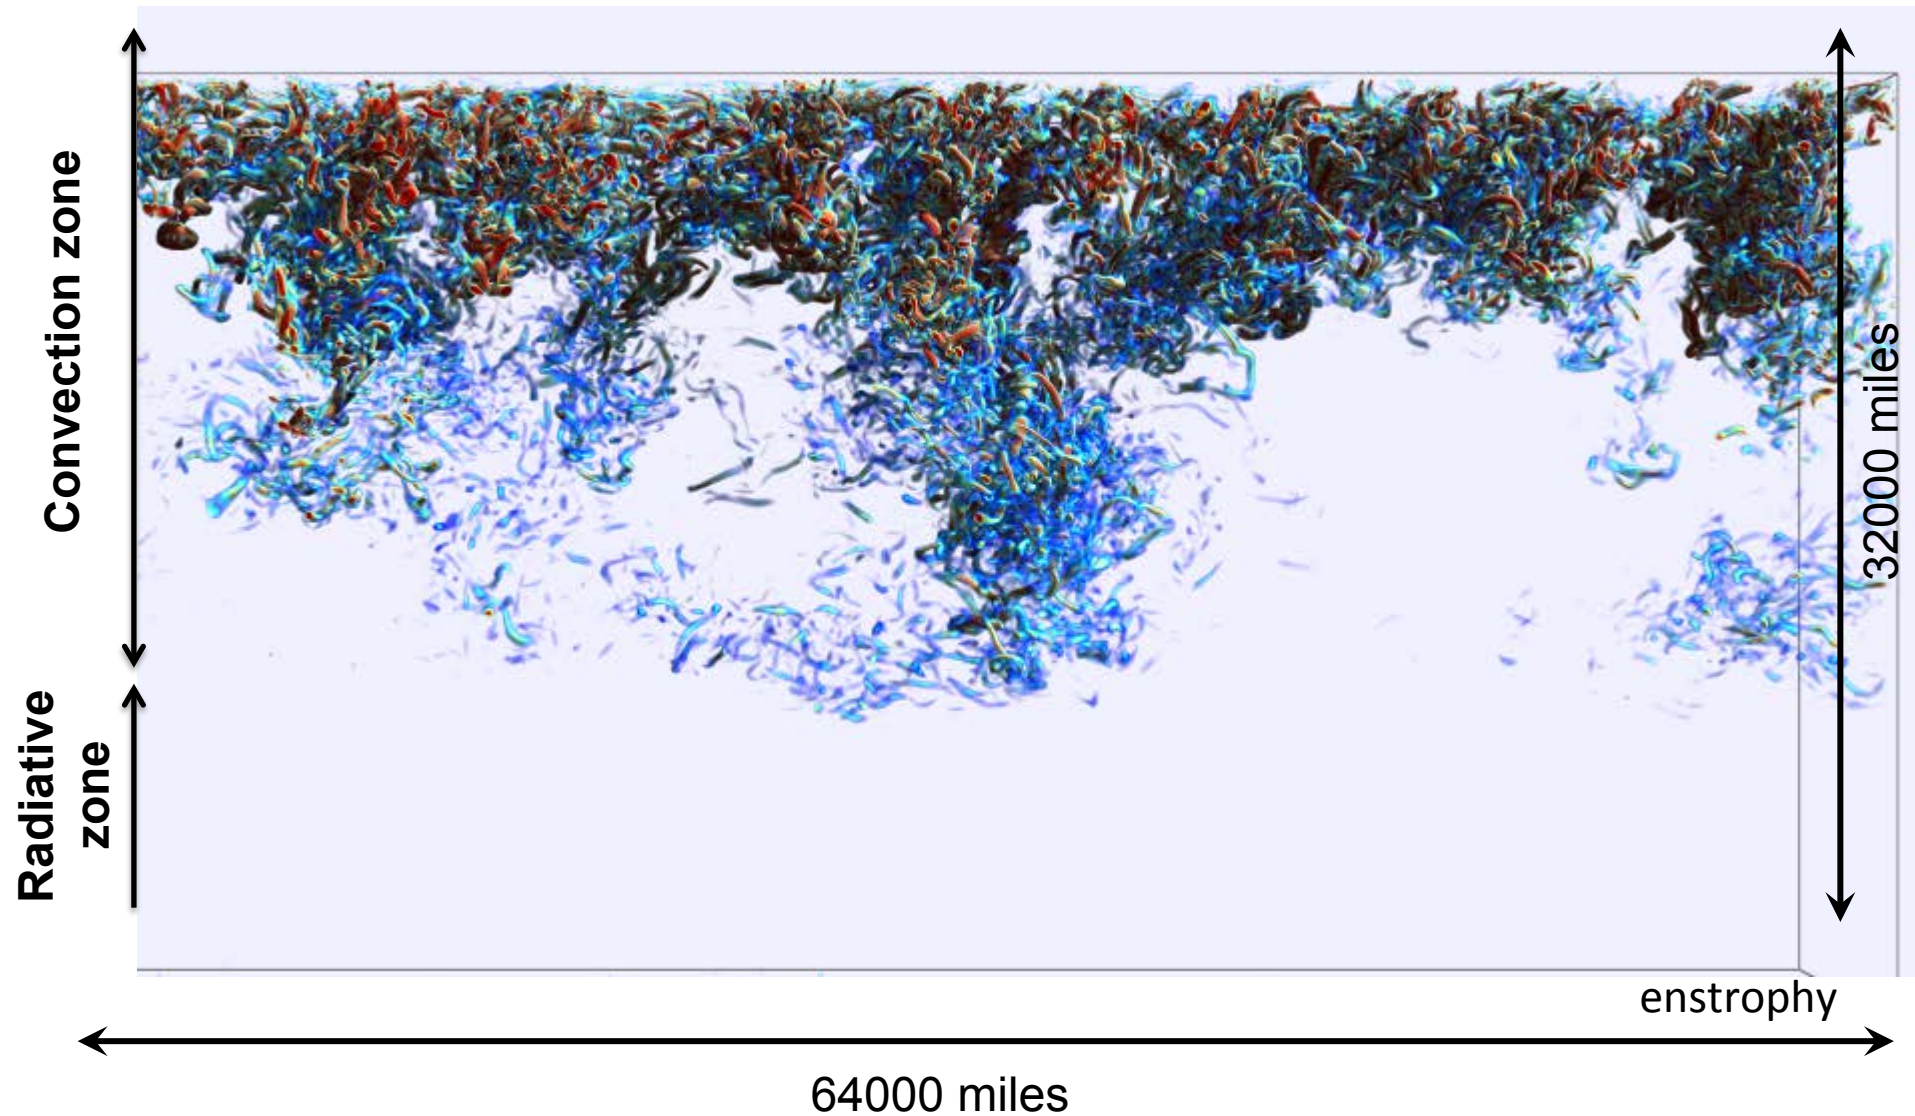 Convection zone
Radiative
zone
32000 miles
enstrophy
64000 miles